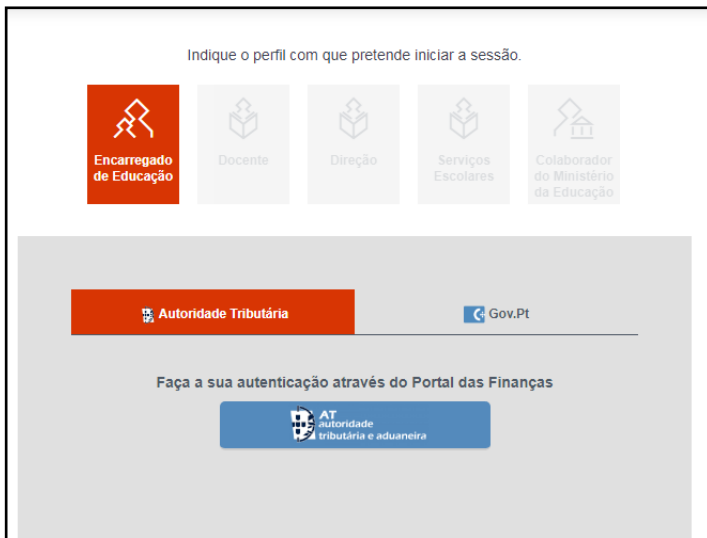 Indique o perfil com que pretende iniciar a sessão.
Encarregado
de Educação
Docente
Direção
Serviços
Escolares
Colaborador
do Ministério
da Educação
Autoridade Tributária
Gov.Pt
Faça a sua autenticação através do Portal das Finanças
AT
autoridade
tributária e aduaneira